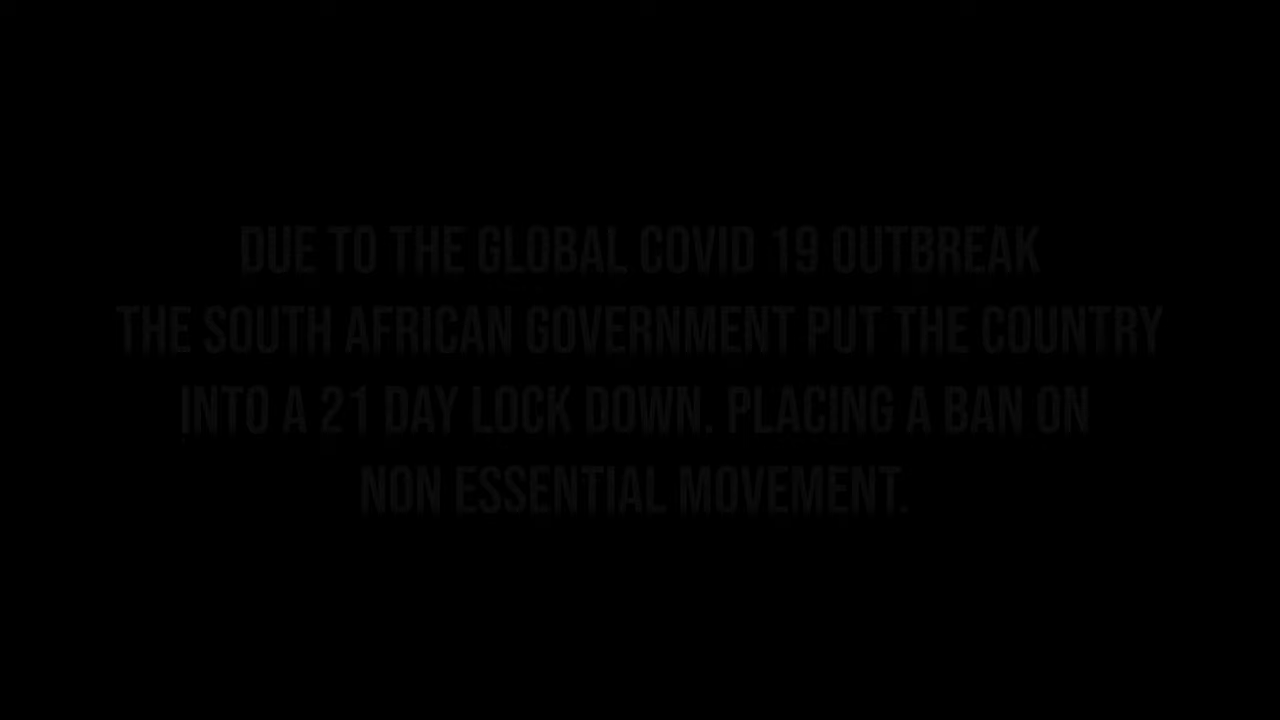 DUE TO THE GLOBAL COVID 19 OUTBREAK
THE SOUTH AFRICAN GOVERNMENT PUT THE COUNTRY
INTO A 21 DAY LOCK DOWN. PLACING A BAN ON
NON ESSENTIAL MOVEMENT.